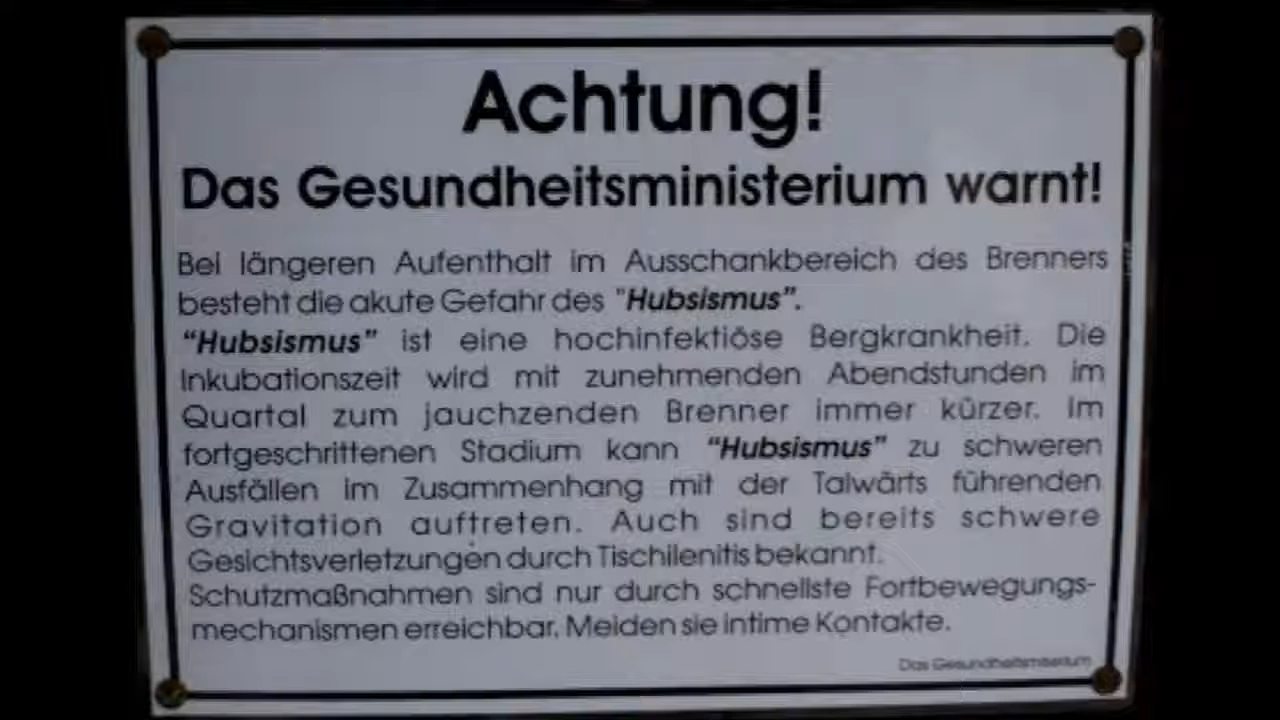 Achtung!
Das Gesundheitsministerium warnt!
Bei längeren Aufenthalt im Ausschankbereich des Brenners
besteht die akute Gefahr des "Hubsismus".
"Hubsismus" ist eine hochinfektiöse Bergkrankheit. Die
Inkubationszeit wird mit zunehmenden Abendstunden im
Quartal zum jauchzenden Brenner immer kürzer. Im
fortgeschrittenen Stadium kann "Hubsismus" zu schweren
Ausfällen im Zusammenhang mit der Talwärts führenden
Gravitation auftreten. Auch sind bereits schwere
Gesichtsverletzungen durch Tischilenitis bekannt.
Schutzmaßnahmen sind nur durch schnellste Fortbewegungs-
mechanismen erreichbar. Meiden sie intime Kontakte.
Das